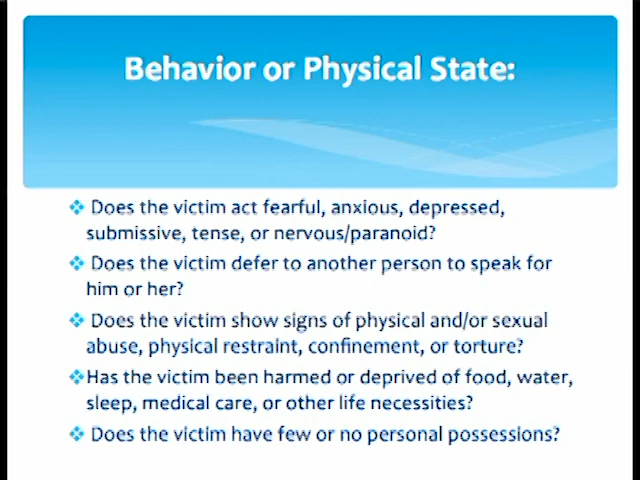 Behavior or Physical State:
Does the victim act fearful, anxious, depressed,
submissive, tense, or nervous/paranoid?
Does the victim defer to another person to speak for
him or her?
Does the victim show signs of physical and/or sexual
abuse, physical restraint, confinement, or torture?
Has the victim been harmed or deprived of food, water,
sleep, medical care, or other life necessities?
Does the victim have few or no personal possessions?